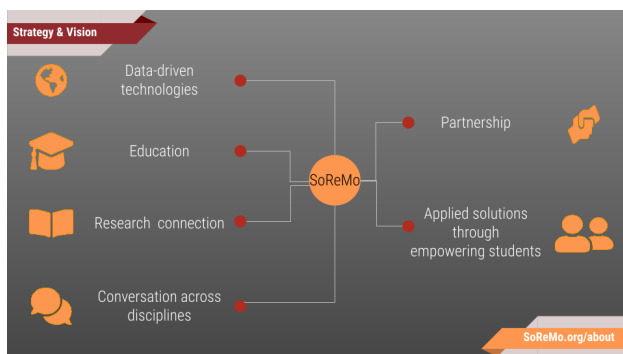 Strategy & Vision
Data-driven
technologies
Education
Research connection
Conversation across
disciplines
SoReMo
Partnership
Applied solutions
through
empowering students
SoReMo.org/about